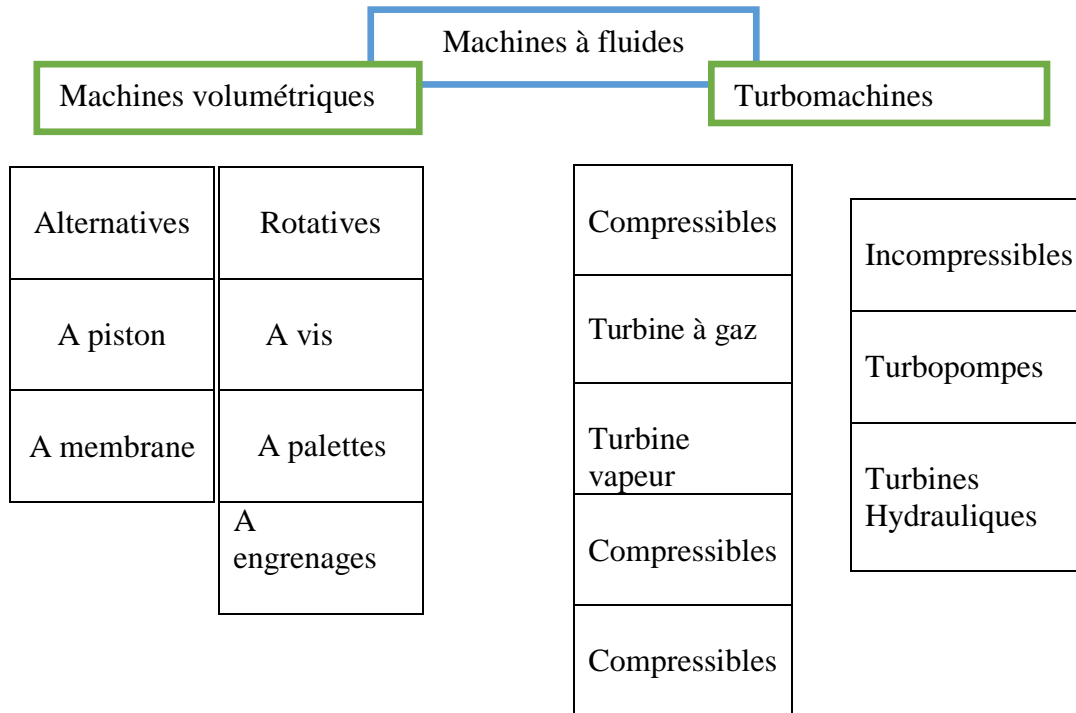 Machines à fluides
Machines volumétriques
Turbomachines
Alternatives
A piston
A membrane
Rotatives
A vis
A palettes
A
engrenages
Compressibles
Turbine à gaz
Turbine
vapeur
Compressibles
Compressibles
Incompressibles
Turbopompes
Turbines
Hydrauliques